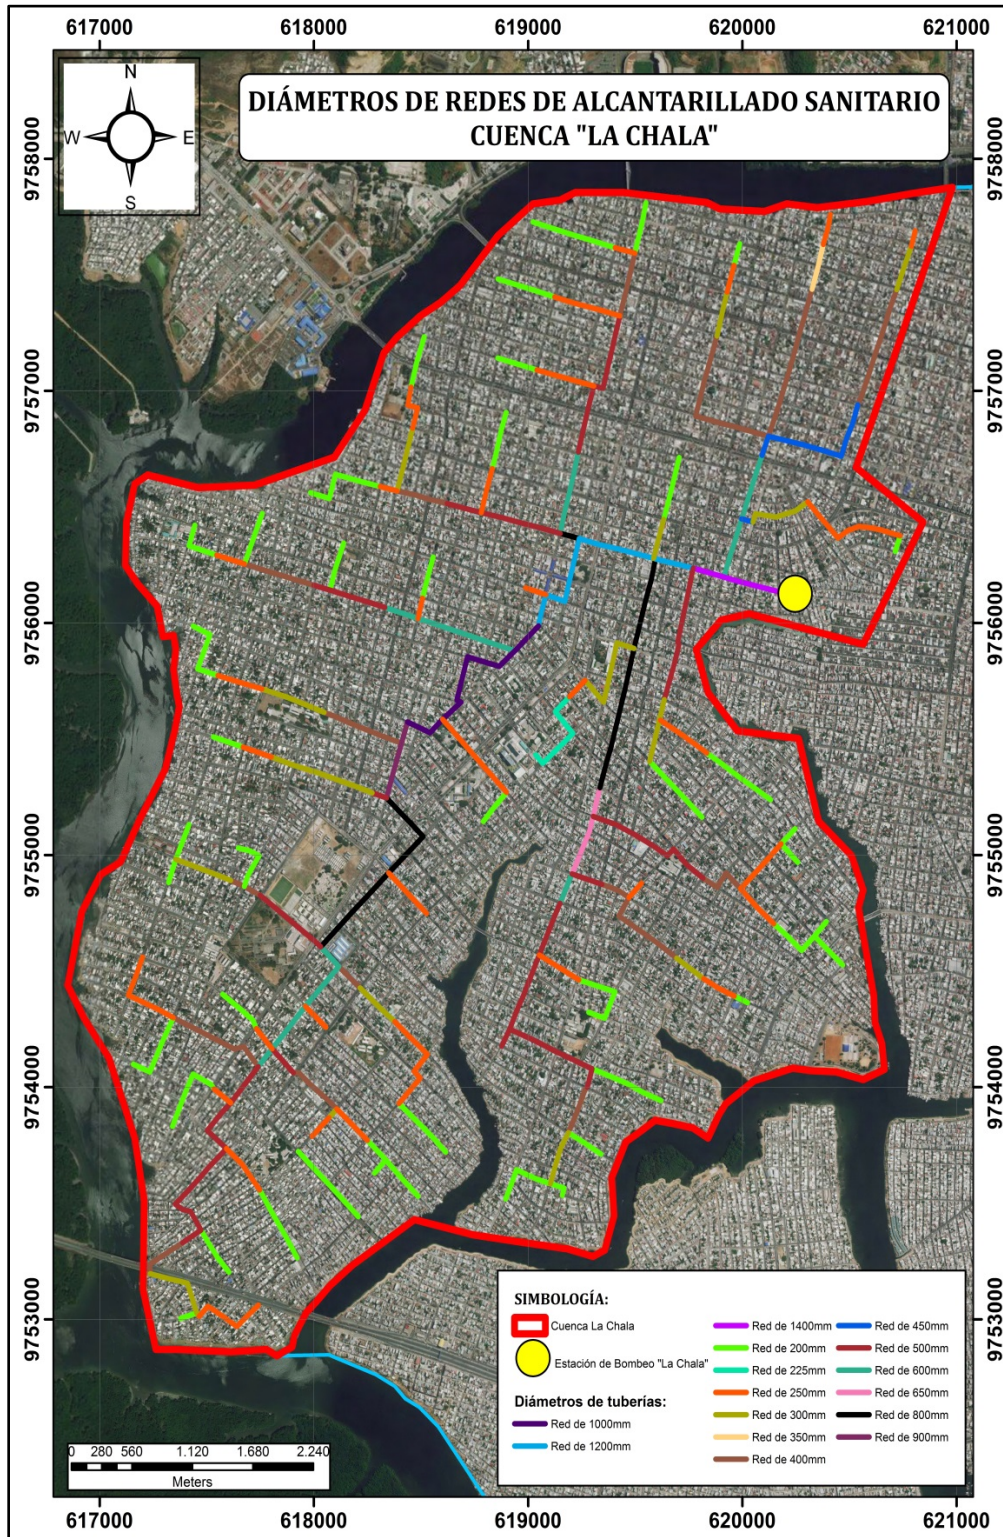 617000 618000 619000 620000 621000
N
W E
S
DIÁMETROS DE REDES DE ALCANTARILLADO SANITARIO
CUENCA "LA CHALA"
9758000 9758000
9757000 9757000
9756000 9756000
9755000 9755000
9754000 9754000
9753000 9753000
SIMBOLOGÍA:
Cuenca La Chala
Estación de Bombeo "La Chala"
Diámetros de tuberías:
Red de 1000mm
Red de 1200mm
Red de 1400mm
Red de 200mm
Red de 225mm
Red de 250mm
Red de 300mm
Red de 350mm
Red de 400mm
Red de 450mm
Red de 500mm
Red de 600mm
Red de 650mm
Red de 800mm
Red de 900mm
0 280 560 1.120 1.680 2.240
Meters
617000 618000 619000 620000 621000